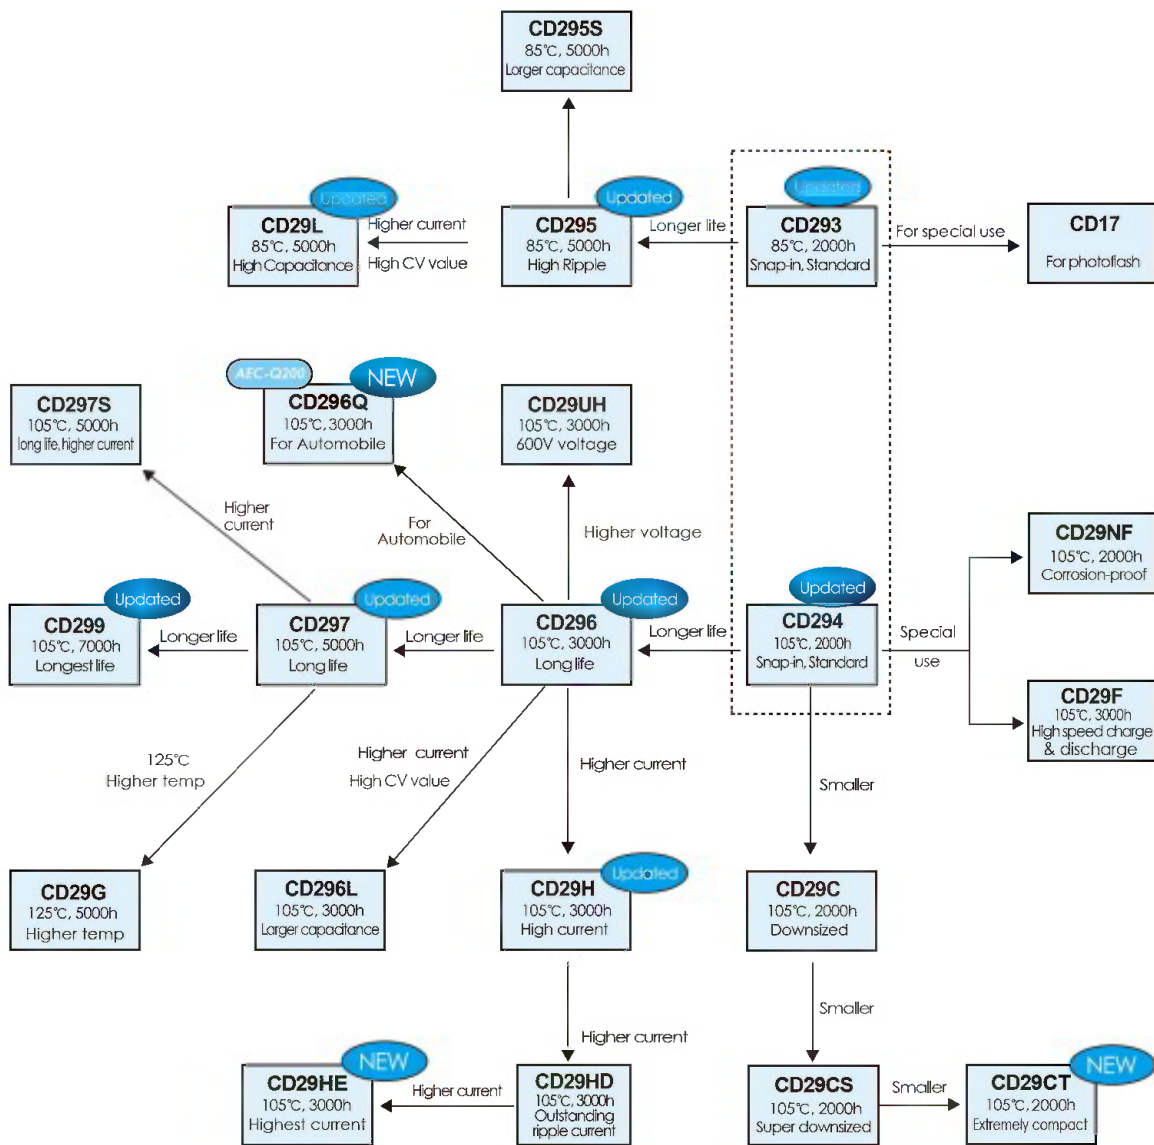 CD295S
85℃, 5000h
Lorger capacitance
Updated
CD29L
85℃, 5000h
High Capacitance
Higher current
High CV value
Updated
CD295
85℃, 5000h
High Ripple
Longer lite
Updated
CD293
85℃, 2000h
Snap-in, Standard
For special use
CD17
For photoflash
CD297S
105℃, 5000h
long life, higher current
AEC-Q200
NEW
CD296Q
105℃, 3000h
For Automobile
CD29UH
105℃, 3000h
600V voltage
Higher
current
For
Automobile
Higher voltage
CD29NF
105℃, 2000h
Corrosion-proof
Updated
CD299
105℃, 7000h
Longest life
Longer life
Updated
CD297
105℃, 5000h
Long life
Longer life
Updated
CD296
105℃, 3000h
Long life
Longer life
Updated
CD294
105℃, 2000h
Snap-in, Standard
Special
use
CD29F
105℃, 3000h
High speed charge
& discharge
125℃
Higher temp
Higher current
High CV value
Higher current
Smaller
CD29G
125℃, 5000h
Higher temp
CD296L
105℃, 3000h
Larger capacitance
Updated
CD29H
105℃, 3000h
High current
CD29C
105℃, 2000h
Downsized
Higher current
Smaller
NEW
CD29HE
105℃, 3000h
Highest current
Higher current
CD29HD
105℃, 3000h
Outstanding
ripple current
CD29CS
105℃, 2000h
Super downsized
Smaller
NEW
CD29CT
105℃, 2000h
Extremely compact